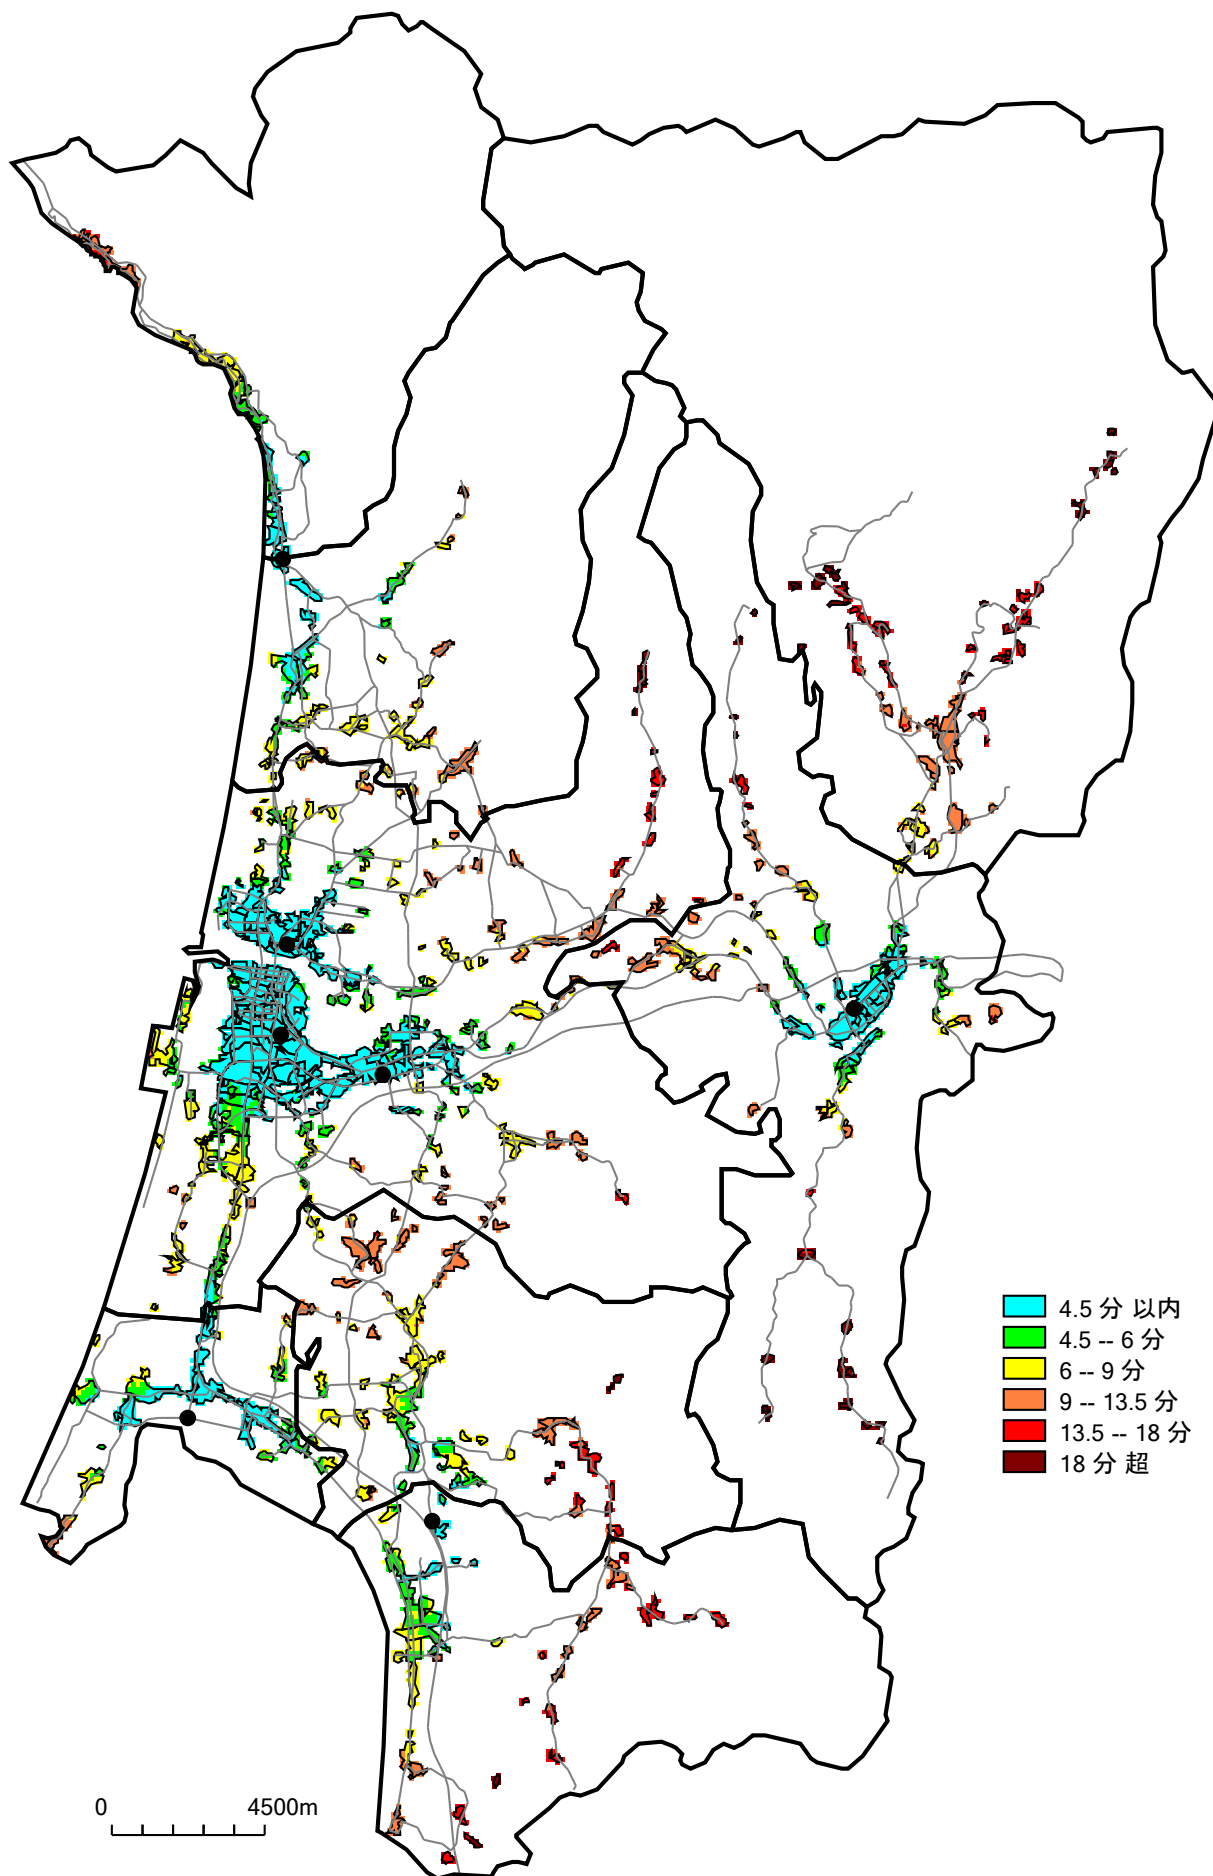 4.5 分 以内
4.5 -- 6 分
6 -- 9 分
9 -- 13.5 分
13.5 -- 18 分
18 分 超
0 4500m